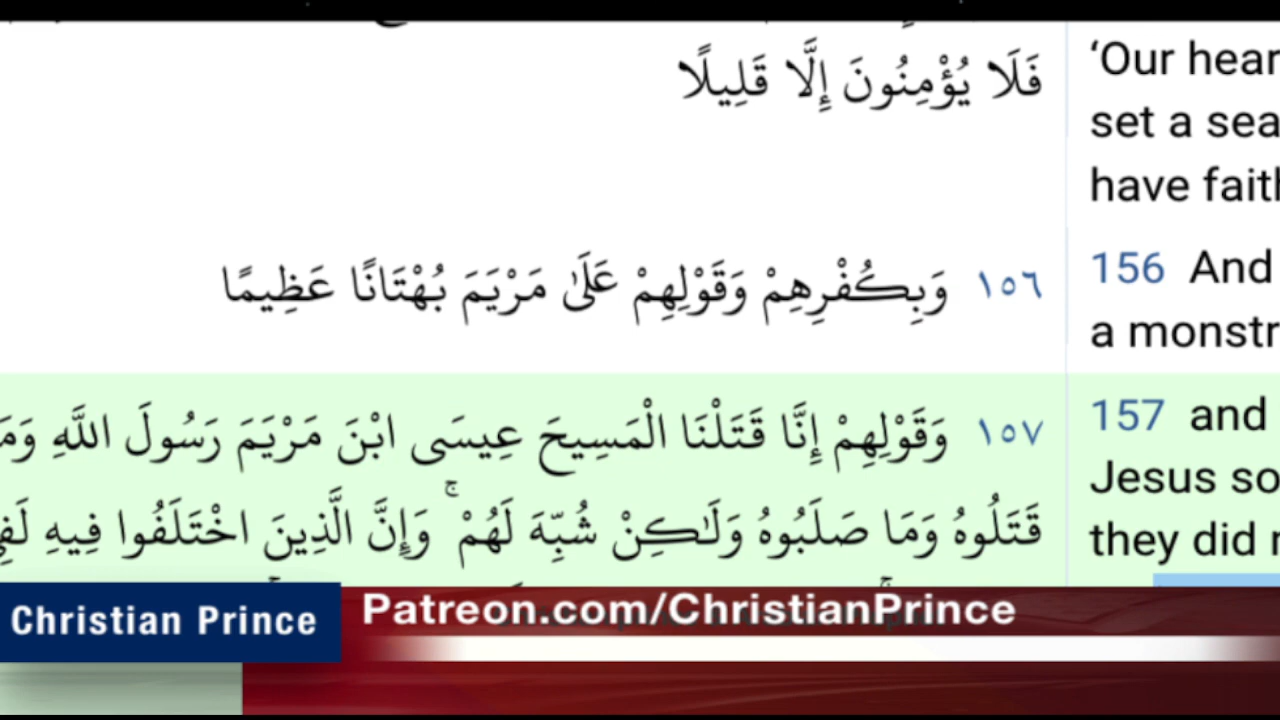 فَلَا يُؤْمِنُونَ إِلَّا قَلِيلًا
‘Our hear
set a sea
have faith
١٥٦ وَبِكُفْرِهِمْ وَقَوْلِهِمْ عَلَىٰ مَرْيَمَ بُهْتَانًا عَظِيمًا
156 And
a monstr
١٥٧ وَقَوْلِهِمْ إِنَّا قَتَلْنَا الْمَسِيحَ عِيسَى ابْنَ مَرْيَمَ رَسُولَ اللَّهِ وَمَ
قَتَلُوهُ وَمَا صَلَبُوهُ وَلَـٰكِنْ شُبِّهَ لَهُمْ ۚ وَإِنَّ الَّذِينَ اخْتَلَفُوا فِيهِ لَفِ
157 and
Jesus so
they did
Christian Prince
Patreon.com/ChristianPrince